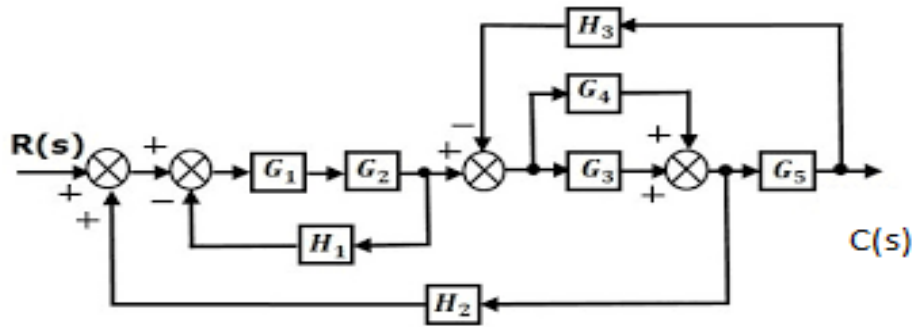 H₃
G₄
R(s)
+
+
+
−
G₁
G₂
+
−
G₃
+
+
G₅
+
H₁
C(s)
H₂